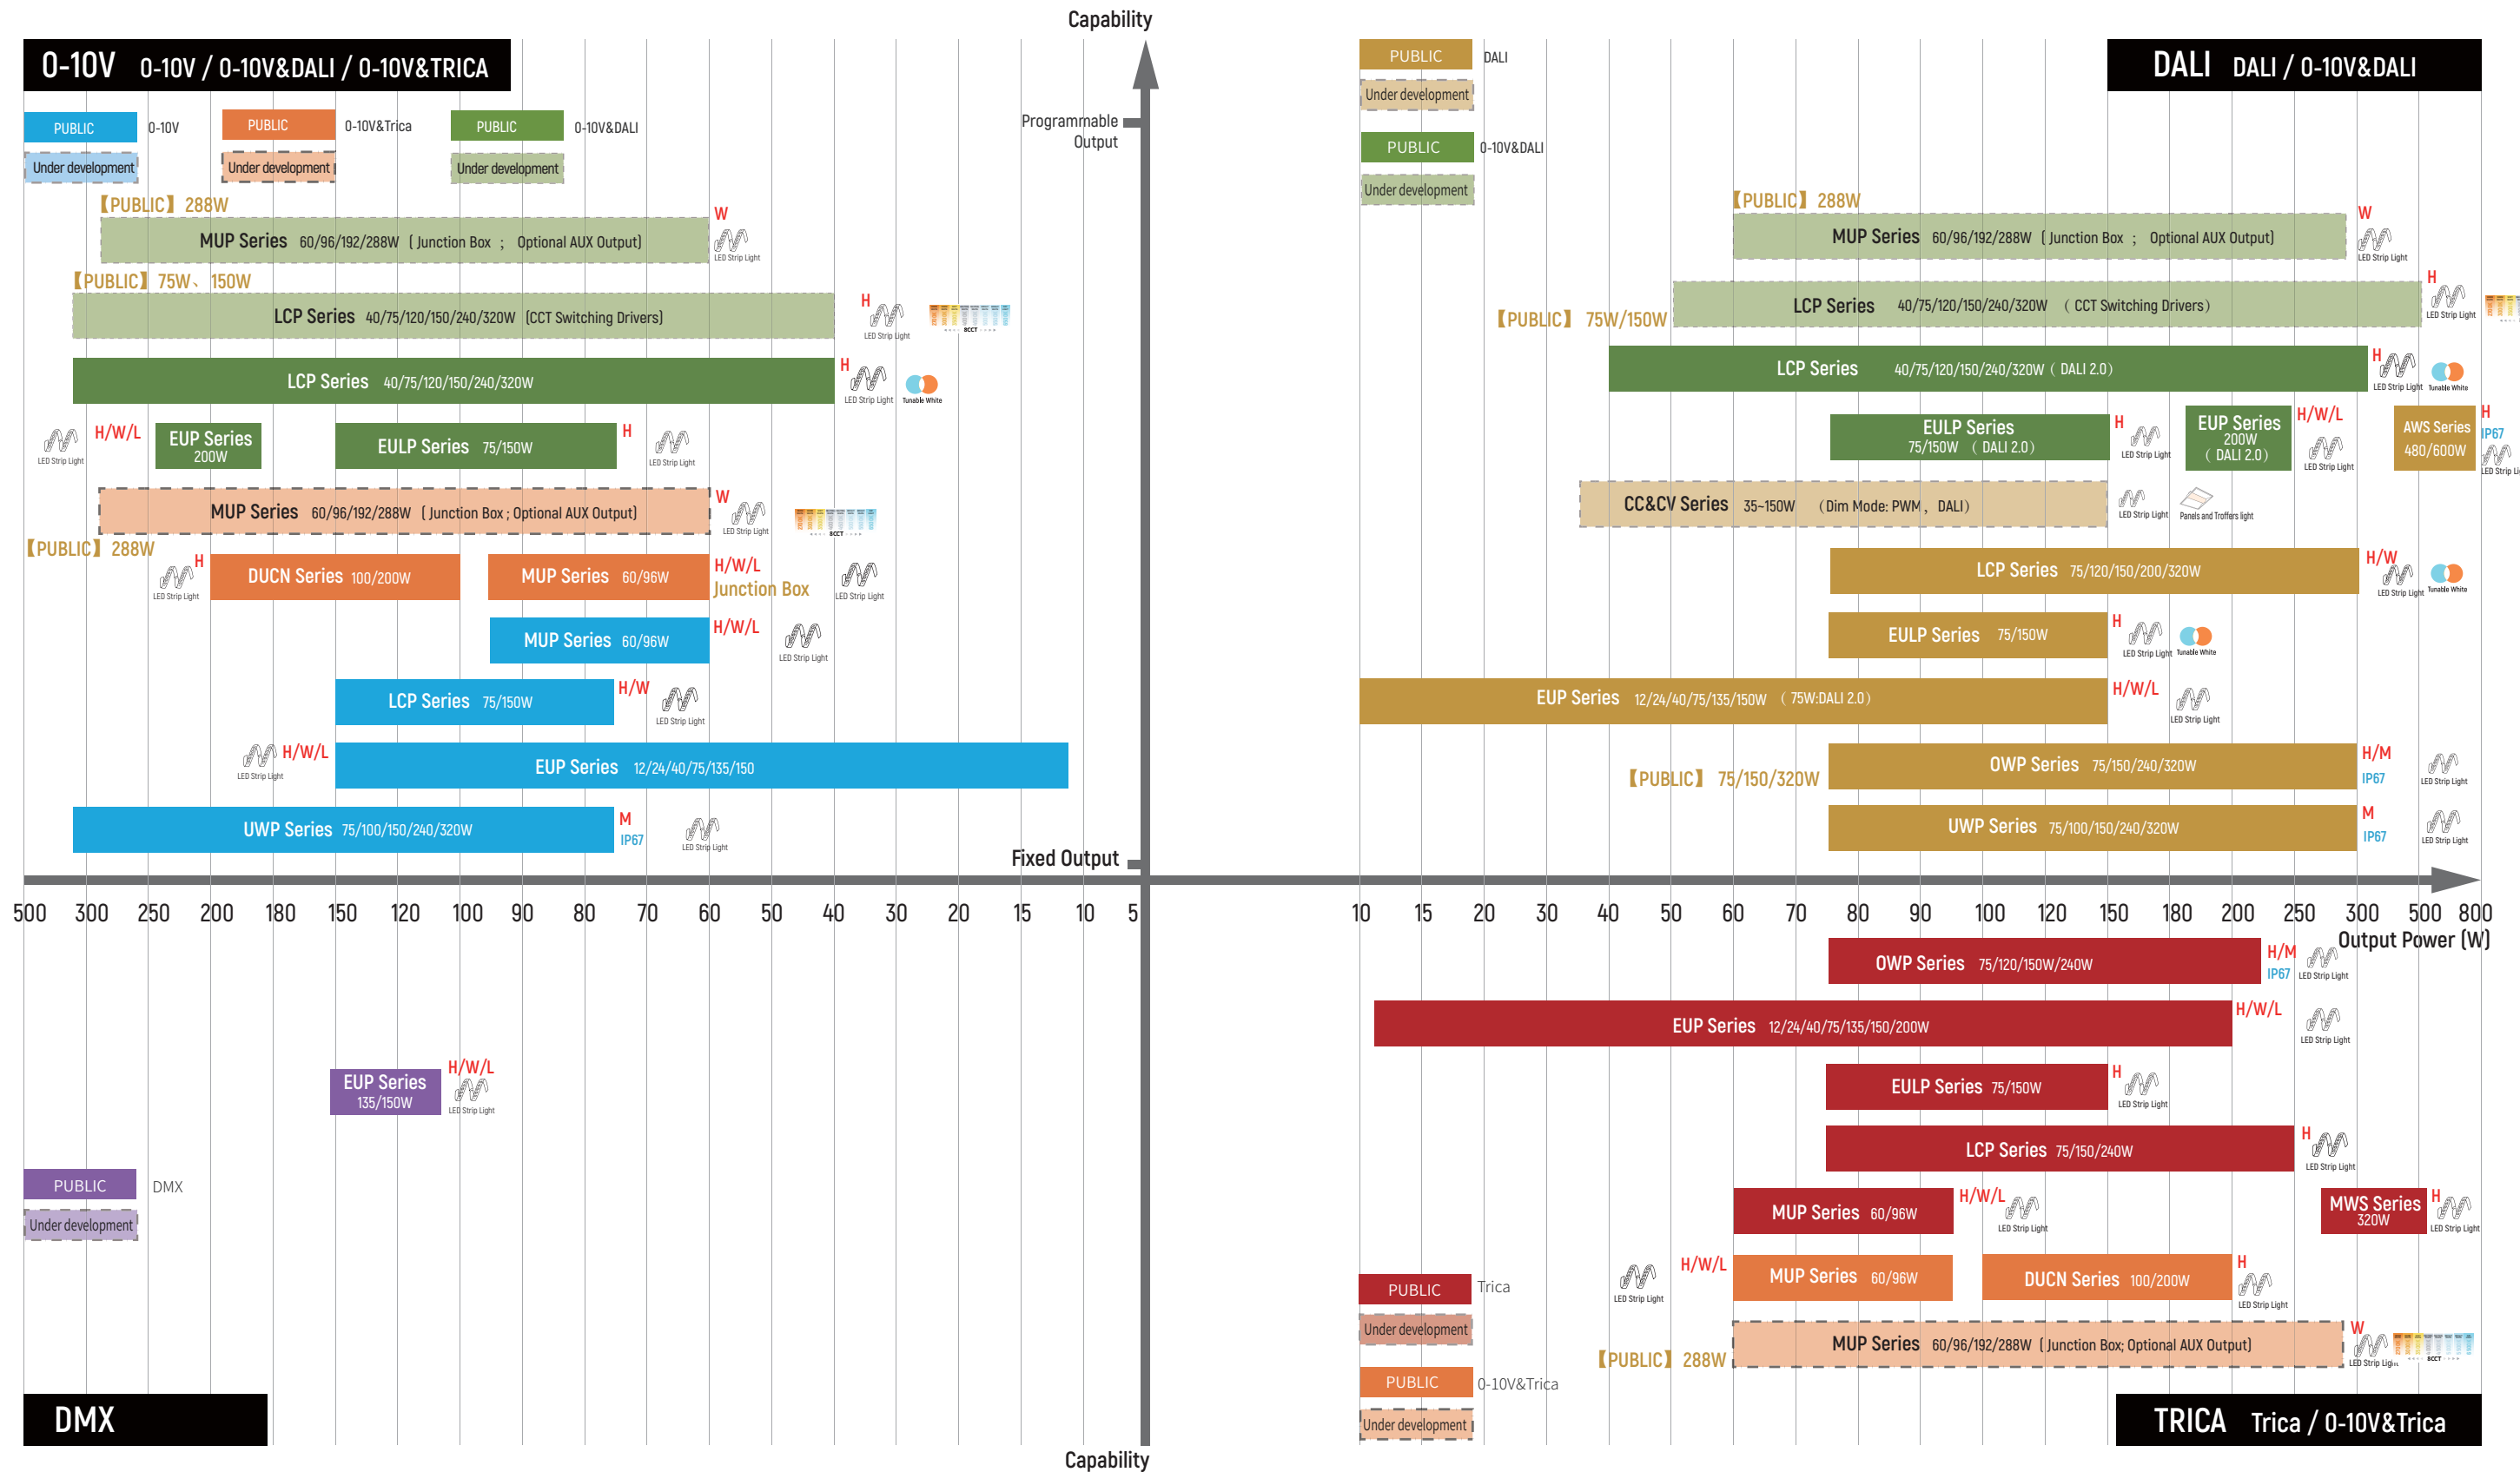 Capability
0-10V 0-10V / 0-10V&DALI / 0-10V&TRICA
PUBLIC 0-10V
Under development
PUBLIC 0-10V&Trica
Under development
PUBLIC 0-10V&DALI
Under development
Programmable
Output
【PUBLIC】288W
MUP Series 60/96/192/288W ( Junction Box ; Optional AUX Output)
W
LED Strip Light
【PUBLIC】75W、150W
LCP Series 40/75/120/150/240/320W (CCT Switching Drivers)
H
LED Strip Light
8CCT
LCP Series 40/75/120/150/240/320W
H
LED Strip Light
Tunable White
LED Strip Light
H/W/L
EUP Series
200W
EULP Series 75/150W
H
LED Strip Light
MUP Series 60/96/192/288W ( Junction Box ; Optional AUX Output)
W
LED Strip Light
8CCT
【PUBLIC】288W
LED Strip Light
H
DUCN Series 100/200W
MUP Series 60/96W
H/W/L
Junction Box
LED Strip Light
MUP Series 60/96W
H/W/L
LED Strip Light
LCP Series 75/150W
H/W
LED Strip Light
LED Strip Light
H/W/L
EUP Series 12/24/40/75/135/150
UWP Series 75/100/150/240/320W
M
IP67
LED Strip Light
Fixed Output
DALI DALI / 0-10V&DALI
PUBLIC DALI
Under development
PUBLIC 0-10V&DALI
Under development
【PUBLIC】288W
MUP Series 60/96/192/288W ( Junction Box ; Optional AUX Output)
W
LED Strip Light
【PUBLIC】 75W/150W
LCP Series 40/75/120/150/240/320W （ CCT Switching Drivers）
H
LED Strip Light
LCP Series 40/75/120/150/240/320W（ DALI 2.0）
H
LED Strip Light
Tunable White
EULP Series
75/150W （ DALI 2.0）
H
LED Strip Light
EUP Series
200W
（ DALI 2.0）
H/W/L
LED Strip Light
AWS Series
480/600W
H
IP67
LED Strip Li
CC&CV Series 35~150W （Dim Mode: PWM，DALI）
LED Strip Light
Panels and Troffers light
LCP Series 75/120/150/200/320W
H/W
LED Strip Light
Tunable White
EULP Series 75/150W
H
LED Strip Light
Tunable White
EUP Series 12/24/40/75/135/150W （ 75W:DALI 2.0）
H/W/L
LED Strip Light
【PUBLIC】 75/150/320W
OWP Series 75/150/240/320W
H/M
IP67
LED Strip Light
UWP Series 75/100/150/240/320W
M
IP67
LED Strip Light
500 300 250 200 180 150 120 100 90 80 70 60 50 40 30 20 15 10 5
10 15 20 30 40 50 60 70 80 90 100 120 150 180 200 250 300 500 800
Output Power (W)
EUP Series
135/150W
H/W/L
LED Strip Light
PUBLIC DMX
Under development
DMX
OWP Series 75/120/150W/240W
H/M
IP67
LED Strip Light
EUP Series 12/24/40/75/135/150/200W
H/W/L
LED Strip Light
EULP Series 75/150W
H
LED Strip Light
LCP Series 75/150/240W
H
LED Strip Light
MUP Series 60/96W
H/W/L
LED Strip Light
MWS Series
320W
H
LED Strip Light
LED Strip Light
H/W/L
MUP Series 60/96W
DUCN Series 100/200W
H
LED Strip Light
【PUBLIC】288W
MUP Series 60/96/192/288W ( Junction Box; Optional AUX Output)
W
LED Strip Light
8CCT
PUBLIC Trica
Under development
PUBLIC 0-10V&Trica
Under development
TRICA Trica / 0-10V&Trica
Capability